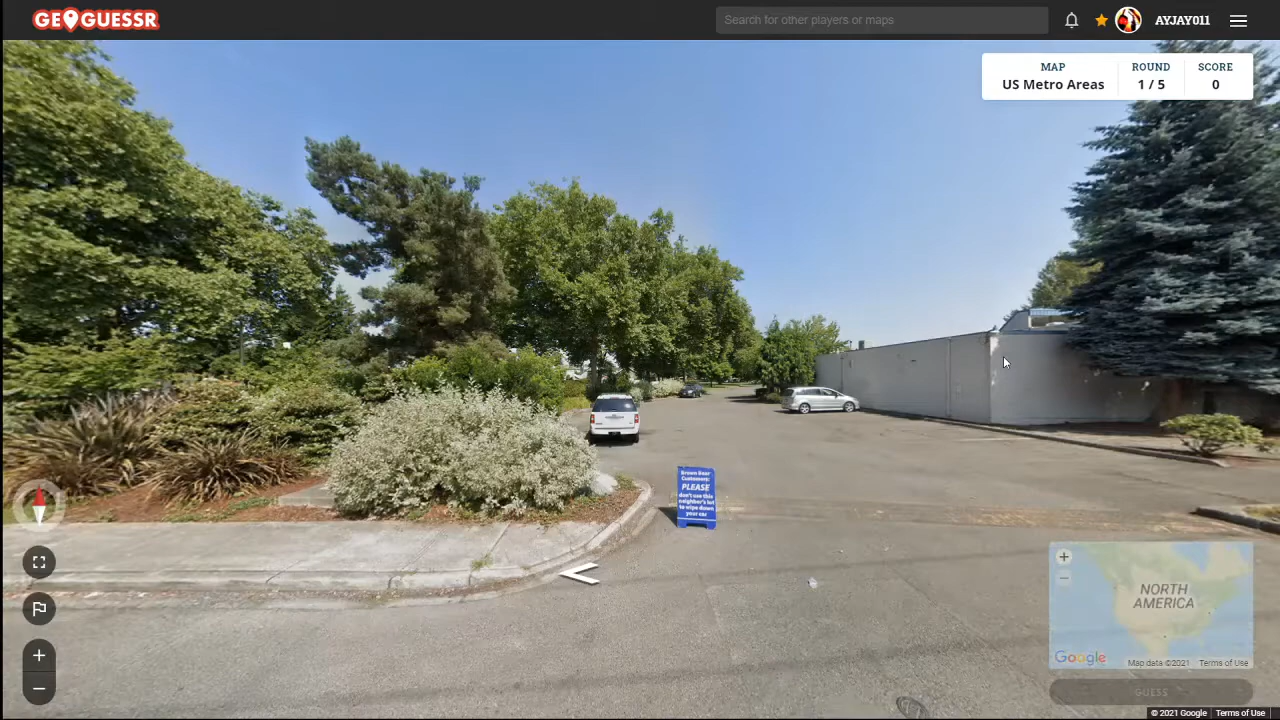 GEOGUESSR
Search for other players or maps
AYJAY011
MAP
US Metro Areas
ROUND
1 / 5
SCORE
0
Brown Bear
Customers:
PLEASE
don't use this
neighbor's lot
to wipe down
your car
NORTH
AMERICA
Google
Map data ©2021
Terms of Use
GUESS
© 2021 Google
Terms of Use